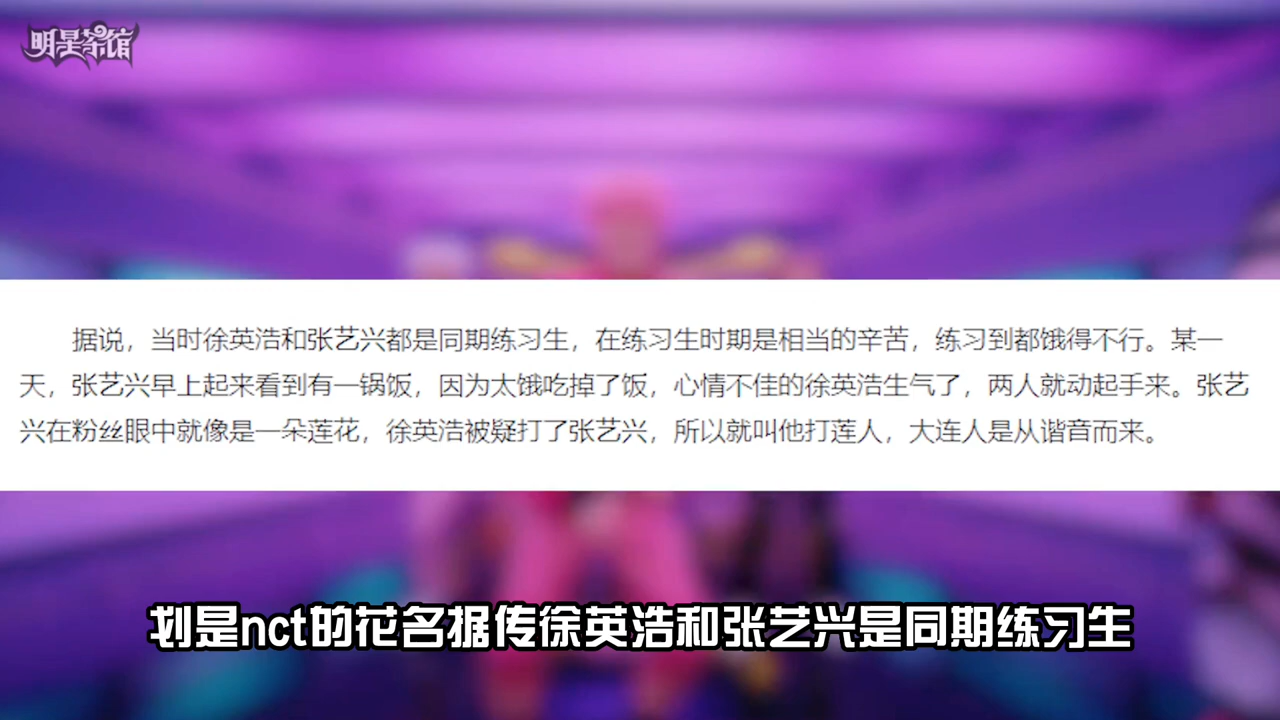 明星茶馆
据说，当时徐英浩和张艺兴都是同期练习生，在练习生时期是相当的辛苦，练习到都饿得不行。某一
天，张艺兴早上起来看到有一锅饭，因为太饿吃掉了饭，心情不佳的徐英浩生气了，两人就动起手来。张艺
兴在粉丝眼中就像是一朵莲花，徐英浩被疑打了张艺兴，所以就叫他打莲人，大连人是从谐音而来。
划是nct的花名据传徐英浩和张艺兴是同期练习生